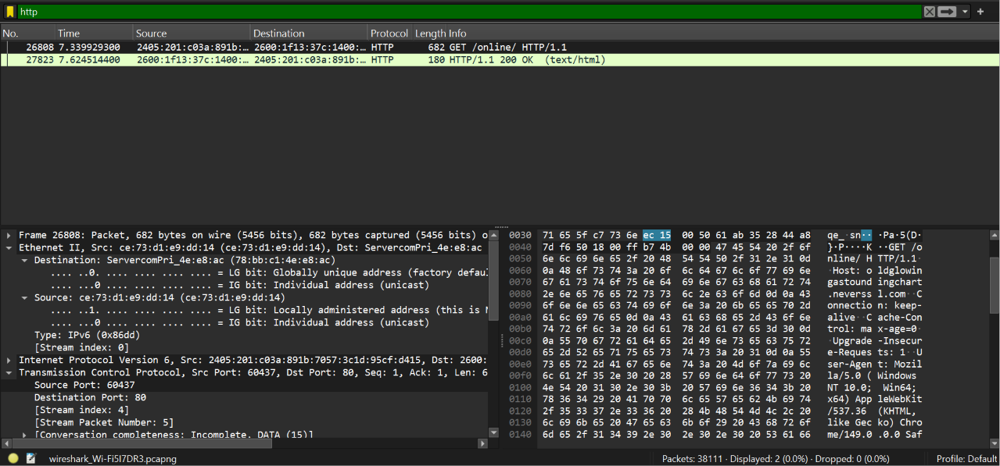 http
No. Time Source Destination Protocol Length Info
26808 7.339929300 2405:201:c03a:891b:… 2600:1f13:37c:1400:… HTTP 682 GET /online/ HTTP/1.1
27823 7.624514400 2600:1f13:37c:1400:… 2405:201:c03a:891b:… HTTP 180 HTTP/1.1 200 OK (text/html)
Frame 26808: Packet, 682 bytes on wire (5456 bits), 682 bytes captured (5456 bits) o
Ethernet II, Src: ce:73:d1:e9:dd:14 (ce:73:d1:e9:dd:14), Dst: ServercomPri_4e:e8:ac
Destination: ServercomPri_4e:e8:ac (78:bb:c1:4e:e8:ac)
.... ..0. .... .... .... .... = LG bit: Globally unique address (factory defau
.... ...0 .... .... .... .... = IG bit: Individual address (unicast)
Source: ce:73:d1:e9:dd:14 (ce:73:d1:e9:dd:14)
.... ..1. .... .... .... .... = LG bit: Locally administered address (this is N
.... ...0 .... .... .... .... = IG bit: Individual address (unicast)
Type: IPv6 (0x86dd)
[Stream index: 0]
Internet Protocol Version 6, Src: 2405:201:c03a:891b:7057:3c1d:95cf:d415, Dst: 2600:
Transmission Control Protocol, Src Port: 60437, Dst Port: 80, Seq: 1, Ack: 1, Len: 6
Source Port: 60437
Destination Port: 80
[Stream index: 4]
[Stream Packet Number: 5]
[Conversation completeness: Incomplete, DATA (15)]
0030 71 65 5f c7 73 6e ec 15 00 50 61 ab 35 28 44 a8 qe_·sn·· ·Pa·5(D·
0040 7d f6 50 18 00 ff b7 4b 00 00 47 45 54 20 2f 6f }·P····K ··GET /o
0050 6e 6c 69 6e 65 2f 20 48 54 54 50 2f 31 2e 31 0d nline/ H TTP/1.1·
0060 0a 48 6f 73 74 3a 20 6f 6c 64 67 6c 6f 77 69 6e ·Host: o ldglowin
0070 67 61 73 74 6f 75 6e 64 69 6e 67 63 68 61 72 74 gastound ingchart
0080 2e 6e 65 76 65 72 73 73 6c 2e 63 6f 6d 0d 0a 43 .neverss l.com··C
0090 6f 6e 6e 65 63 74 69 6f 6e 3a 20 6b 65 65 70 2d onnectio n: keep-
00a0 61 6c 69 76 65 0d 0a 43 61 63 68 65 2d 43 6f 6e alive··C ache-Con
00b0 74 72 6f 6c 3a 20 6d 61 78 2d 61 67 65 3d 30 0d trol: ma x-age=0·
00c0 0a 55 70 67 72 61 64 65 2d 49 6e 73 65 63 75 72 ·Upgrade -Insecur
00d0 65 2d 52 65 71 75 65 73 74 73 3a 20 31 0d 0a 55 e-Reques ts: 1··U
00e0 73 65 72 2d 41 67 65 6e 74 3a 20 4d 6f 7a 69 6c ser-Agen t: Mozil
00f0 6c 61 2f 35 2e 30 20 28 57 69 6e 64 6f 77 73 20 la/5.0 ( Windows
0100 4e 54 20 31 30 2e 30 3b 20 57 69 6e 36 34 3b 20 NT 10.0; Win64;
0110 78 36 34 29 20 41 70 70 6c 65 57 65 62 4b 69 74 x64) App leWebKit
0120 2f 35 33 37 2e 33 36 20 28 4b 48 54 4d 4c 2c 20 /537.36 (KHTML,
0130 6c 69 6b 65 20 47 65 63 6b 6f 29 20 43 68 72 6f like Gec ko) Chro
0140 6d 65 2f 31 34 39 2e 30 2e 30 2e 30 20 53 61 66 me/149.0 .0.0 Saf
wireshark_Wi-Fi5I7DR3.pcapng Packets: 38111 · Displayed: 2 (0.0%) · Dropped: 0 (0.0%) Profile: Default